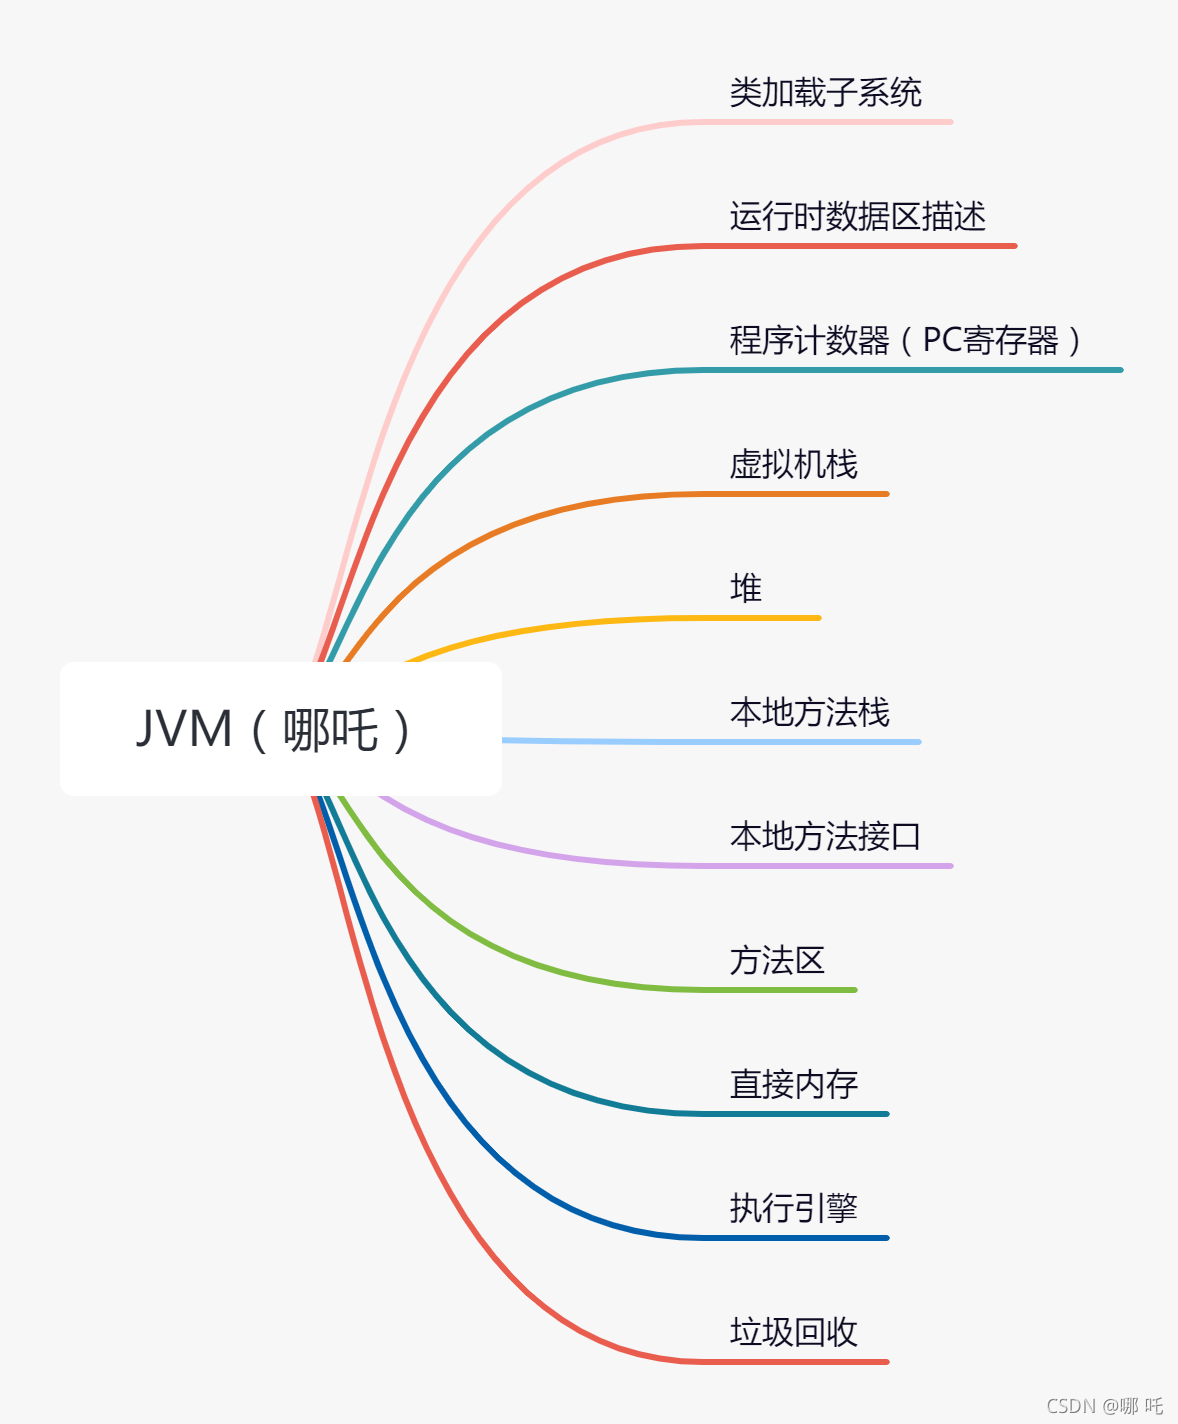 类加载子系统
运行时数据区描述
程序计数器（PC寄存器）
虚拟机栈
堆
JVM（哪吒）
本地方法栈
本地方法接口
方法区
直接内存
执行引擎
垃圾回收
CSDN @哪 吒